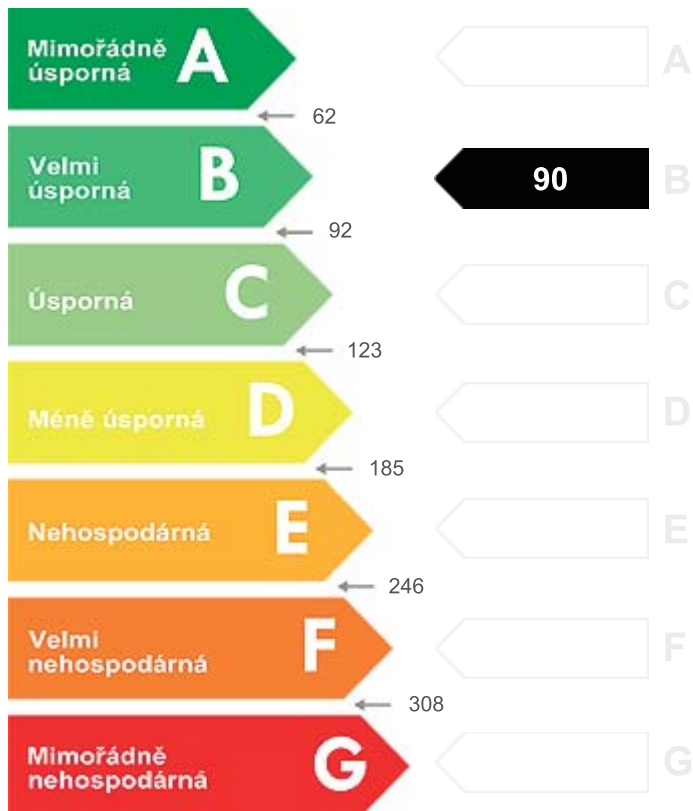 Mimořádně
úsporná
A
A
62
Velmi
úsporná
B
90
B
92
Úsporná
C
C
123
Méně úsporná
D
D
185
Nehospodárná
E
E
246
Velmi
nehospodárná
F
F
308
Mimořádně
nehospodárná
G
G